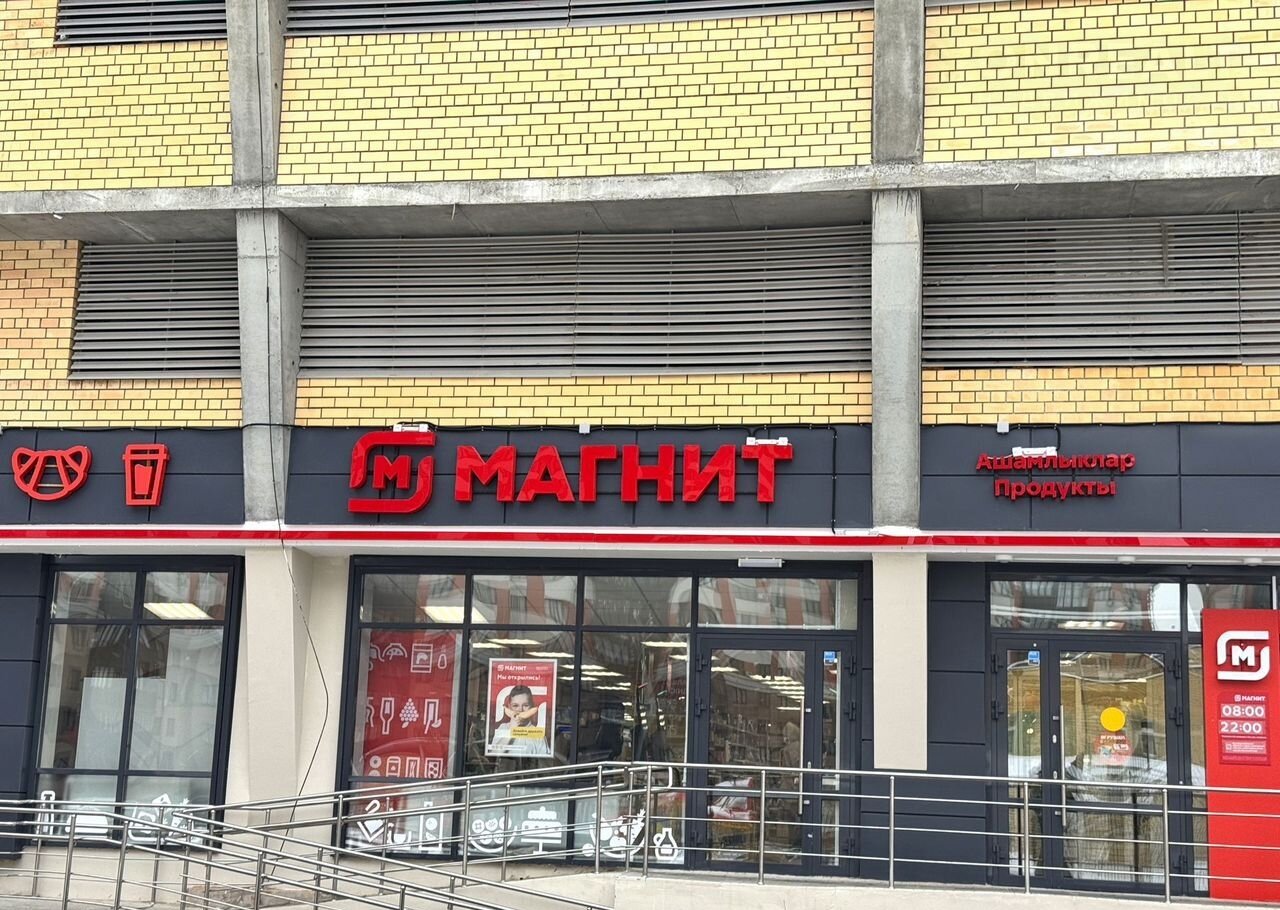 МАГНИТ
Ашамлыклар
Продукты
МАГНИТ
Мы открылись!
МАГНИТ
08:00
22:00